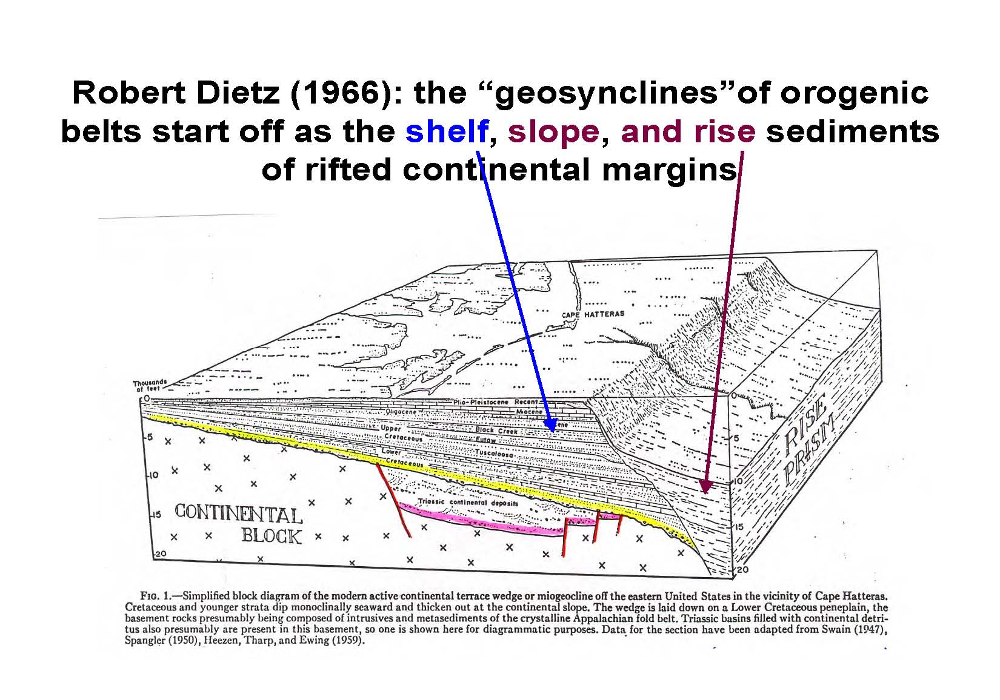 Robert Dietz (1966): the “geosynclines”of orogenic
belts start off as the shelf, slope, and rise sediments
of rifted continental margins
CAPE HATTERAS
Thousands
of feet
0
Plio-Pleistocene Recent
0
Oligocene
Miocene
ene
Upper
Black Creek
5
Cretaceous
Eutaw
5
Lower
Tuscaloosa
Cretaceous
RISE
PRISM
10
10
Triassic continental deposits
15
CONTINENTAL
15
BLOCK
20
20
FIG. 1.—Simplified block diagram of the modern active continental terrace wedge or miogeocline off the eastern United States in the vicinity of Cape Hatteras.
Cretaceous and younger strata dip monoclinally seaward and thicken out at the continental slope. The wedge is laid down on a Lower Cretaceous peneplain, the
basement rocks presumably being composed of intrusives and metasediments of the crystalline Appalachian fold belt. Triassic basins filled with continental detri-
tus also presumably are present in this basement, so one is shown here for diagrammatic purposes. Data for the section have been adapted from Swain (1947),
Spangler (1950), Heezen, Tharp, and Ewing (1959).